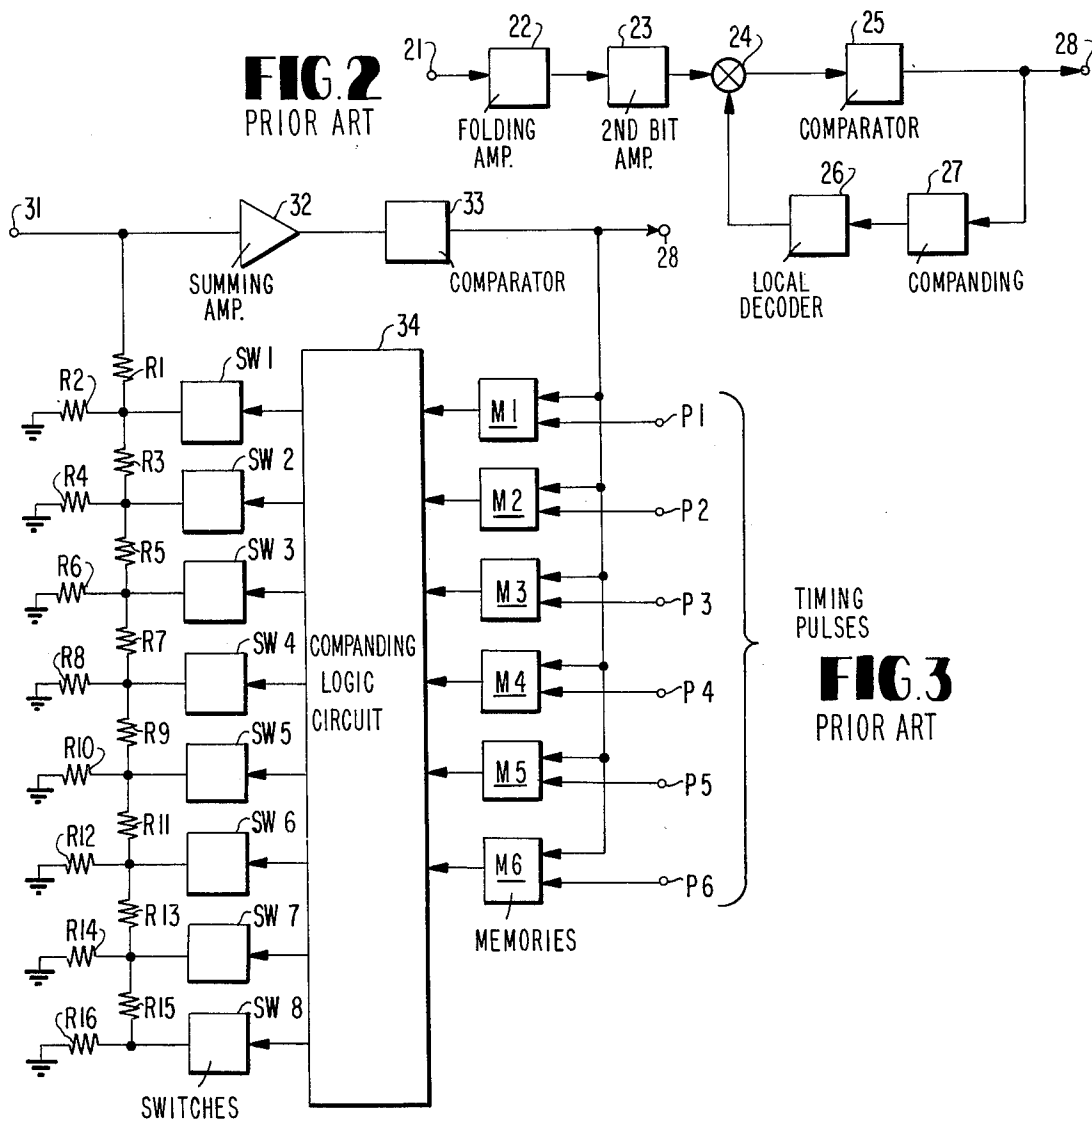 FIG.2
PRIOR ART
21
22
FOLDING
AMP.
23
2ND BIT
AMP.
24
25
COMPARATOR
28
26
LOCAL
DECODER
27
COMPANDING
31
32
SUMMING
AMP.
33
COMPARATOR
28
34
COMPANDING
LOGIC
CIRCUIT
R1
R2
SW 1
M1
P1
R3
R4
SW 2
M2
P2
R5
R6
SW 3
M3
P3
R7
R8
SW 4
M4
P4
R9
R10
SW 5
M5
P5
R11
R12
SW 6
M6
P6
MEMORIES
R13
R14
SW 7
R15
R16
SW 8
SWITCHES
TIMING
PULSES
FIG.3
PRIOR ART